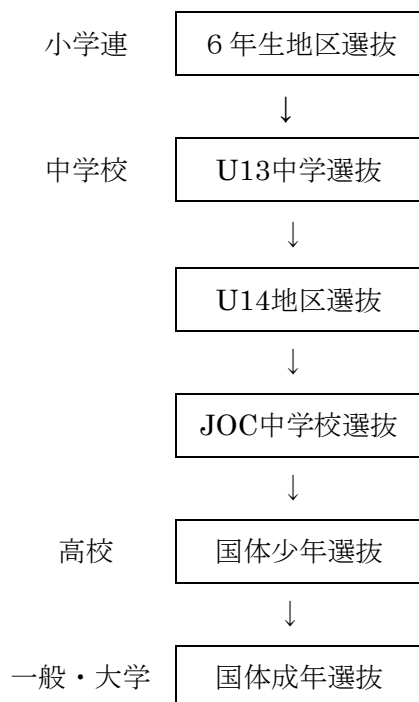 小学連 ６年生地区選抜
↓
中学校 U13中学選抜
↓
U14地区選抜
↓
JOC中学校選抜
↓
高校 国体少年選抜
↓
一般・大学 国体成年選抜